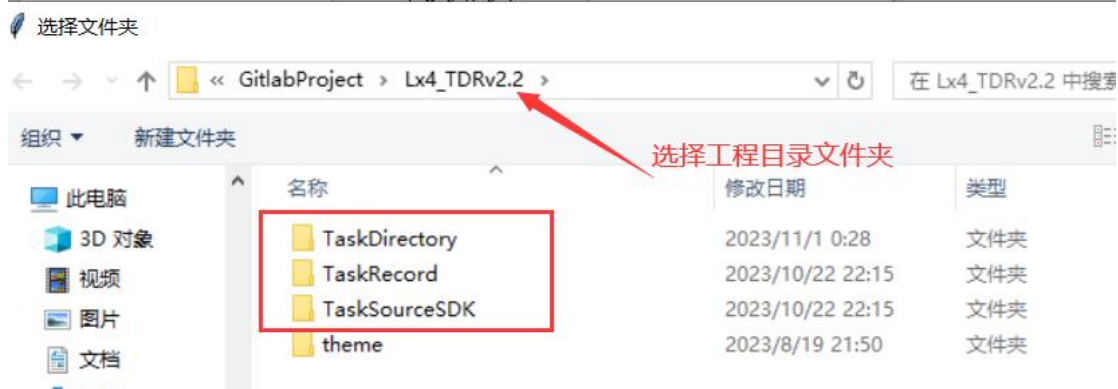 选择文件夹
« GitlabProject > Lx4_TDRv2.2 >
在 Lx4_TDRv2.2 中搜索
组织 新建文件夹
选择工程目录文件夹
名称 修改日期 类型
此电脑
3D 对象
视频
图片
文档
TaskDirectory 2023/11/1 0:28 文件夹
TaskRecord 2023/10/22 22:15 文件夹
TaskSourceSDK 2023/10/22 22:15 文件夹
theme 2023/8/19 21:50 文件夹